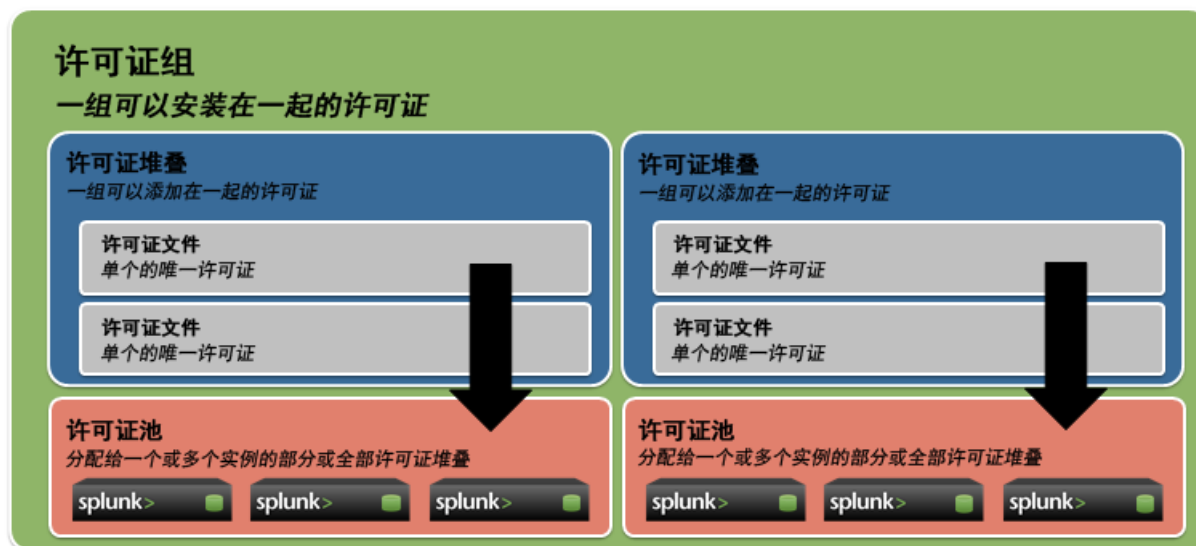 许可证组
一组可以安装在一起的许可证
许可证堆叠
一组可以添加在一起的许可证
许可证文件
单个的唯一许可证
许可证文件
单个的唯一许可证
许可证池
分配给一个或多个实例的部分或全部许可证堆叠
splunk>
splunk>
splunk>
许可证堆叠
一组可以添加在一起的许可证
许可证文件
单个的唯一许可证
许可证文件
单个的唯一许可证
许可证池
分配给一个或多个实例的部分或全部许可证堆叠
splunk>
splunk>
splunk>